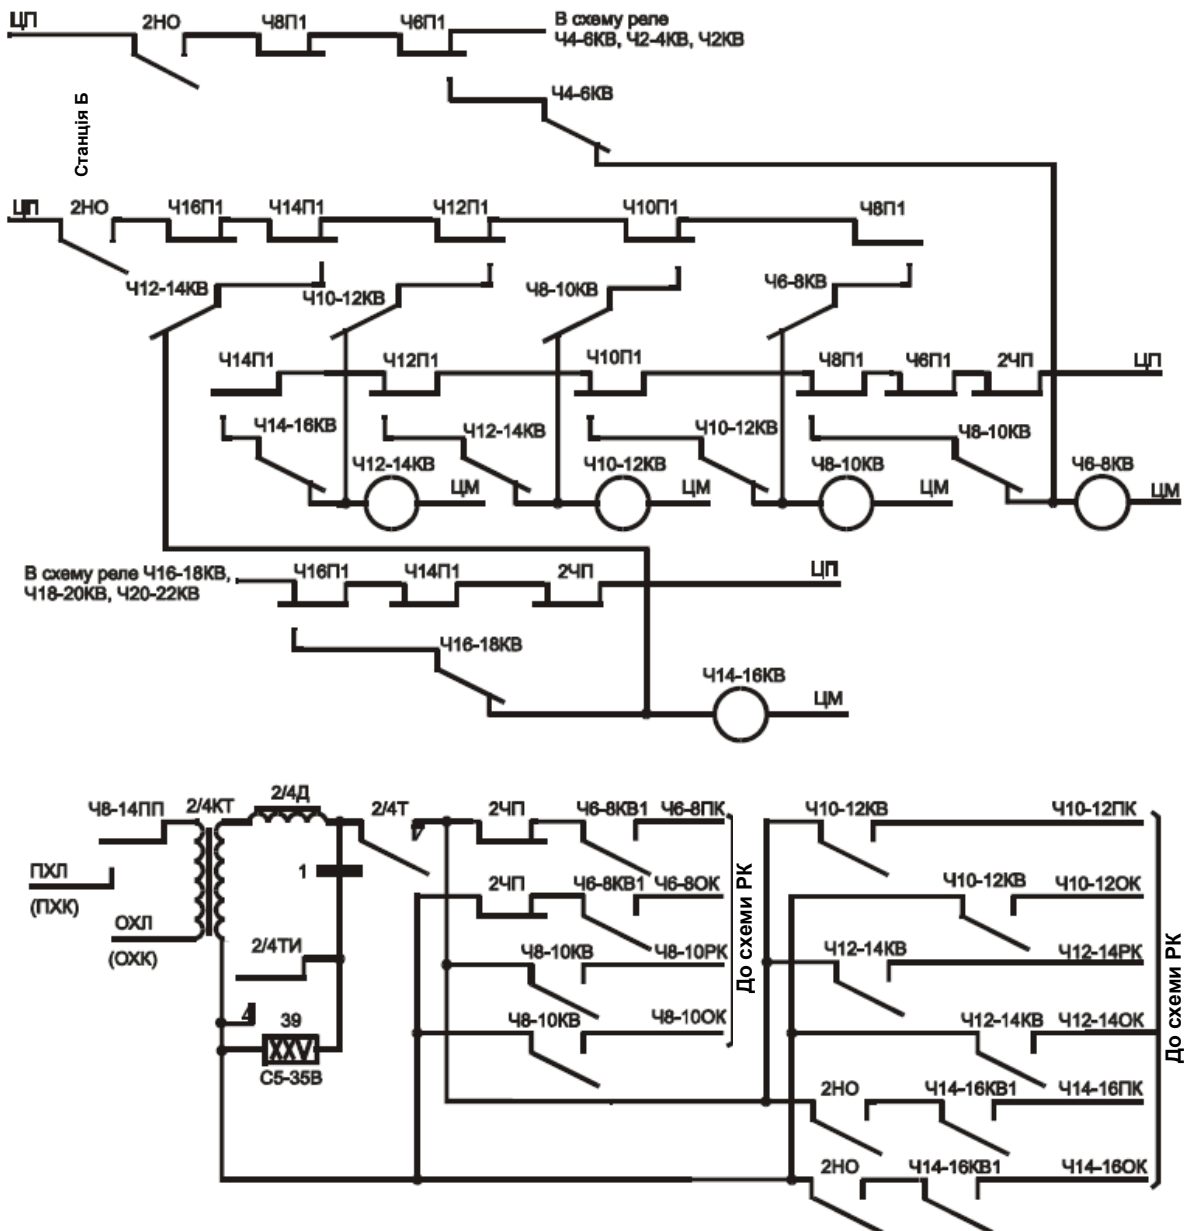 ЦП 2НО Ч8П1 Ч6П1 В схему реле
Ч4-6КВ, Ч2-4КВ, Ч2КВ
Ч4-6КВ
Станція Б
ЦП 2НО Ч16П1 Ч14П1 Ч12П1 Ч10П1 Ч8П1
Ч12-14КВ Ч10-12КВ Ч8-10КВ Ч6-8КВ
Ч14П1 Ч12П1 Ч10П1 Ч8П1 Ч6П1 2ЧП ЦП
Ч14-16КВ Ч12-14КВ Ч10-12КВ Ч8-10КВ
Ч12-14КВ ЦМ Ч10-12КВ ЦМ Ч8-10КВ ЦМ Ч6-8КВ ЦМ
В схему реле Ч16-18КВ, Ч16П1 Ч14П1 2ЧП ЦП
Ч18-20КВ, Ч20-22КВ
Ч16-18КВ
Ч14-16КВ ЦМ
Ч8-14ПП 2/4КТ 2/4Д 2/4Т 2ЧП Ч6-8КВ1 Ч6-8ПК Ч10-12КВ Ч10-12ПК
ПХЛ 1 2ЧП Ч6-8КВ1 Ч6-8ОК Ч10-12КВ Ч10-12ОК
(ПХК)
ОХЛ
(ОХК)
2/4ТИ Ч8-10КВ Ч8-10РК Ч12-14КВ Ч12-14РК
39 Ч8-10КВ Ч8-10ОК Ч12-14КВ Ч12-14ОК
XXV
С5-35В
До схеми РК
2НО Ч14-16КВ1 Ч14-16ПК
2НО Ч14-16КВ1 Ч14-16ОК
До схеми РК